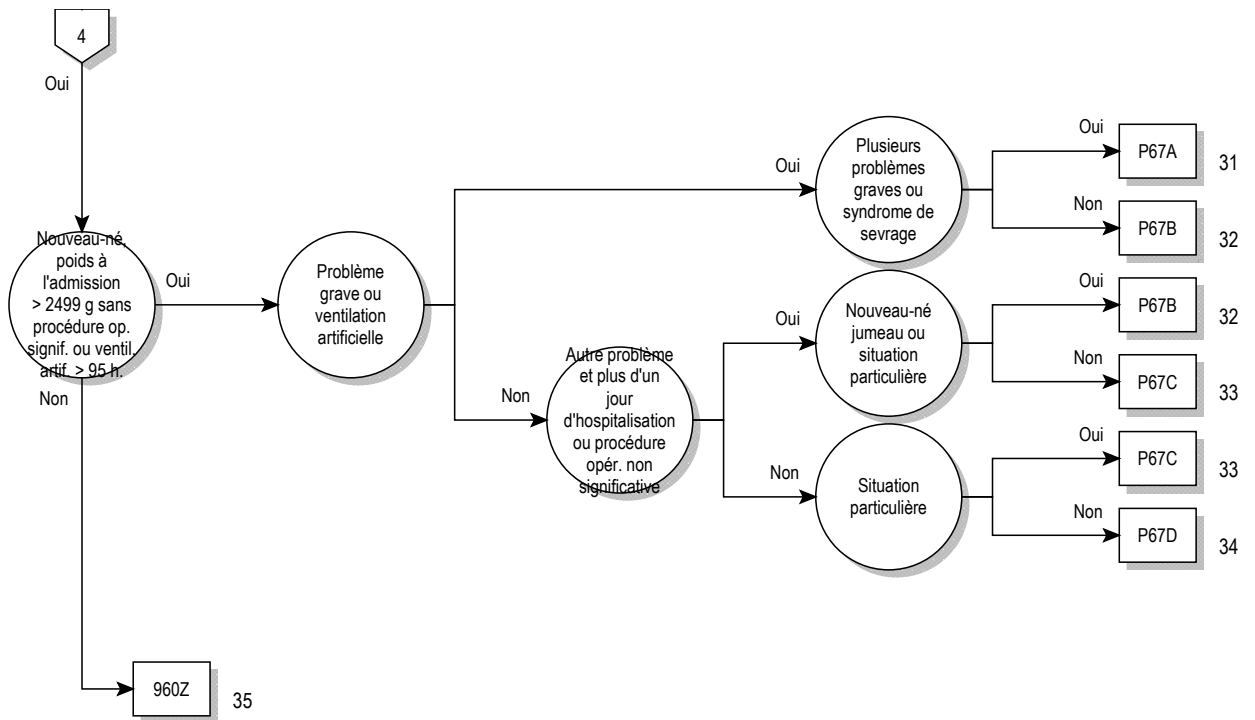 4
Oui
Nouveau-né,
poids à
l'admission
> 2499 g sans
procédure op.
signif. ou ventil.
artif. > 95 h.
Oui
Non
Problème
grave ou
ventilation
artificielle
Oui
Non
Plusieurs
problèmes
graves ou
syndrome de
sevrage
Oui
P67A
31
Non
P67B
32
Autre problème
et plus d'un
jour
d'hospitalisation
ou procédure
opér. non
significative
Oui
Non
Nouveau-né
jumeau ou
situation
particulière
Oui
P67B
32
Non
P67C
33
Situation
particulière
Oui
P67C
33
Non
P67D
34
960Z
35